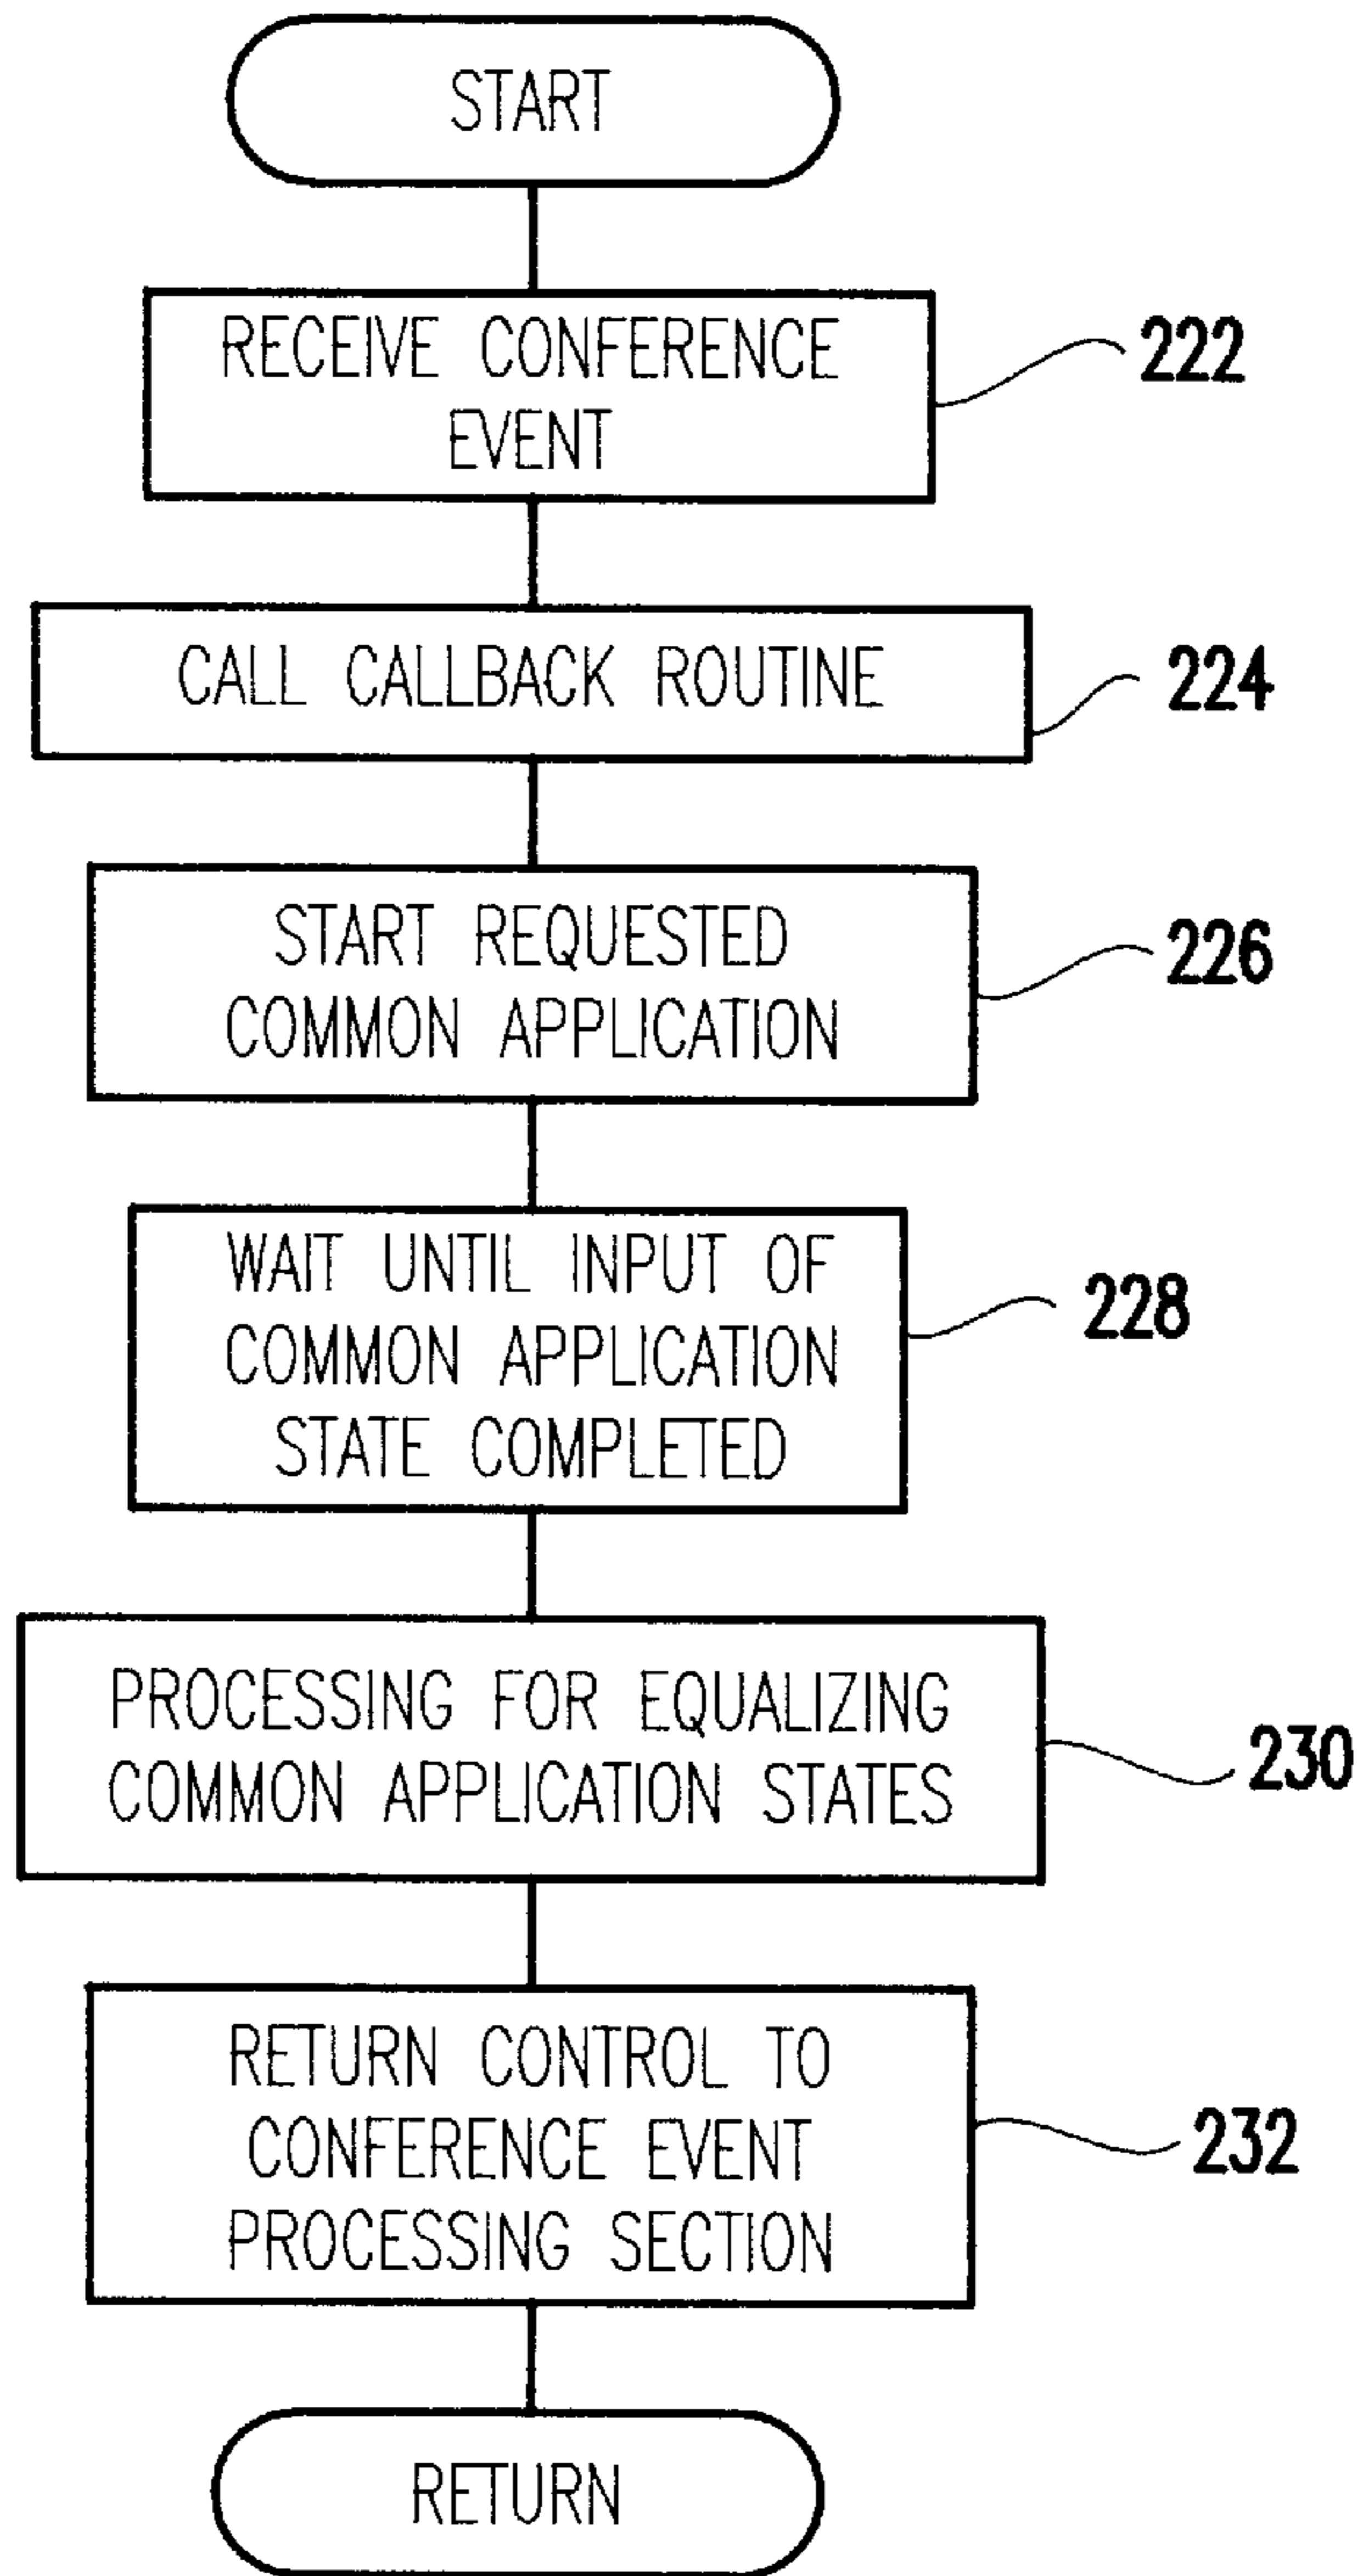 START
RECEIVE CONFERENCE
EVENT
222
CALL CALLBACK ROUTINE
224
START REQUESTED
COMMON APPLICATION
226
WAIT UNTIL INPUT OF
COMMON APPLICATION
STATE COMPLETED
228
PROCESSING FOR EQUALIZING
COMMON APPLICATION STATES
230
RETURN CONTROL TO
CONFERENCE EVENT
PROCESSING SECTION
232
RETURN